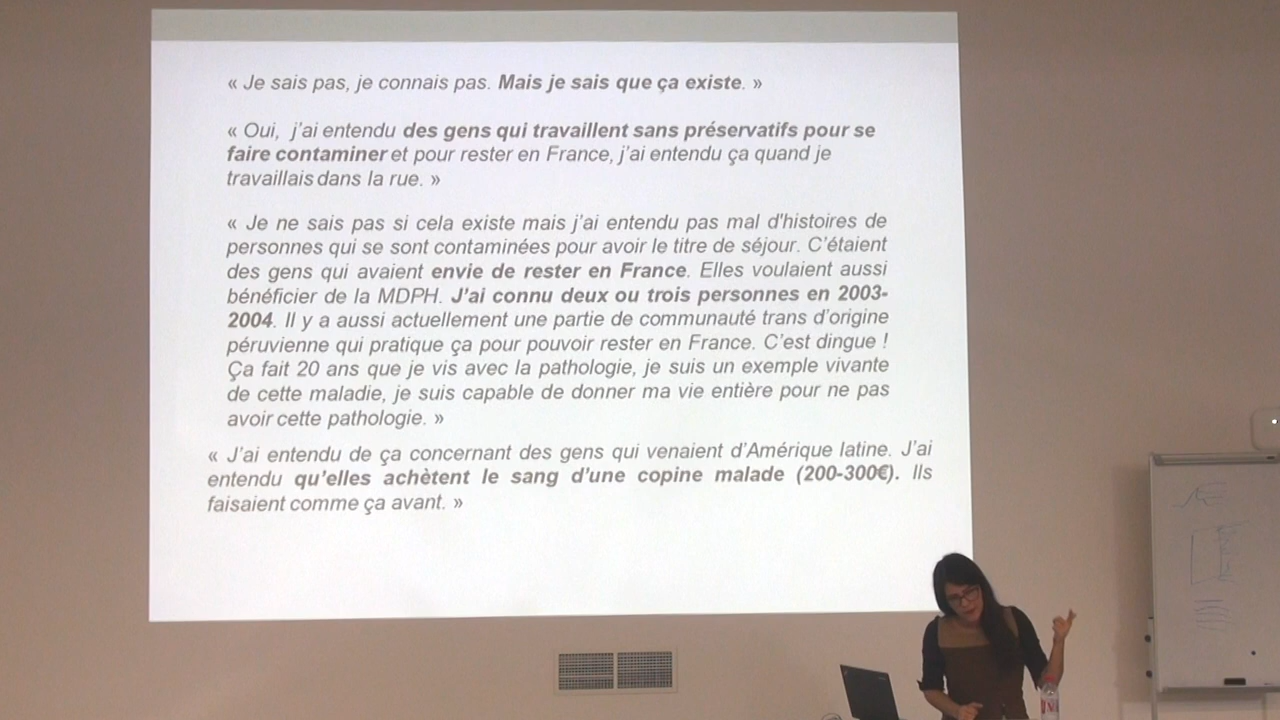 « Je sais pas, je connais pas. Mais je sais que ça existe. »
« Oui, j'ai entendu des gens qui travaillent sans préservatifs pour se
faire contaminer et pour rester en France, j'ai entendu ça quand je
travaillais dans la rue. »
« Je ne sais pas si cela existe mais j'ai entendu pas mal d'histoires de
personnes qui se sont contaminées pour avoir le titre de séjour. C'étaient
des gens qui avaient envie de rester en France. Elles voulaient aussi
bénéficier de la MDPH. J'ai connu deux ou trois personnes en 2003-
2004. Il y a aussi actuellement une partie de communauté trans d'origine
péruvienne qui pratique ça pour pouvoir rester en France. C'est dingue !
Ça fait 20 ans que je vis avec la pathologie, je suis un exemple vivante
de cette maladie, je suis capable de donner ma vie entière pour ne pas
avoir cette pathologie. »
« J'ai entendu de ça concernant des gens qui venaient d'Amérique latine. J'ai
entendu qu'elles achètent le sang d'une copine malade (200-300€). Ils
faisaient comme ça avant. »